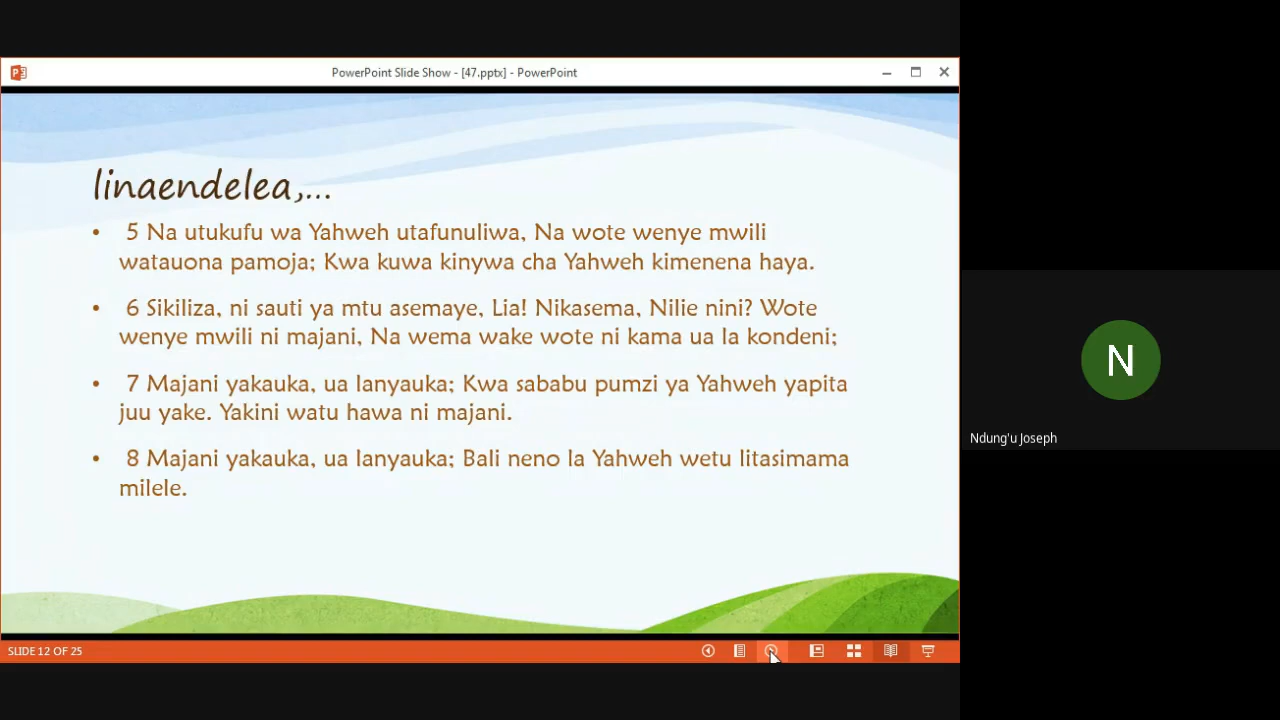 PowerPoint Slide Show - [47.pptx] - PowerPoint
linaendelea,...
• 5 Na utukufu wa Yahweh utafunuliwa, Na wote wenye mwili
watauona pamoja; Kwa kuwa kinywa cha Yahweh kimenena haya.
• 6 Sikiliza, ni sauti ya mtu asemaye, Lia! Nikasema, Nilie nini? Wote
wenye mwili ni majani, Na wema wake wote ni kama ua la kondeni;
• 7 Majani yakauka, ua lanyauka; Kwa sababu pumzi ya Yahweh yapita
juu yake. Yakini watu hawa ni majani.
• 8 Majani yakauka, ua lanyauka; Bali neno la Yahweh wetu litasimama
milele.
SLIDE 12 OF 25
N
Ndung'u Joseph